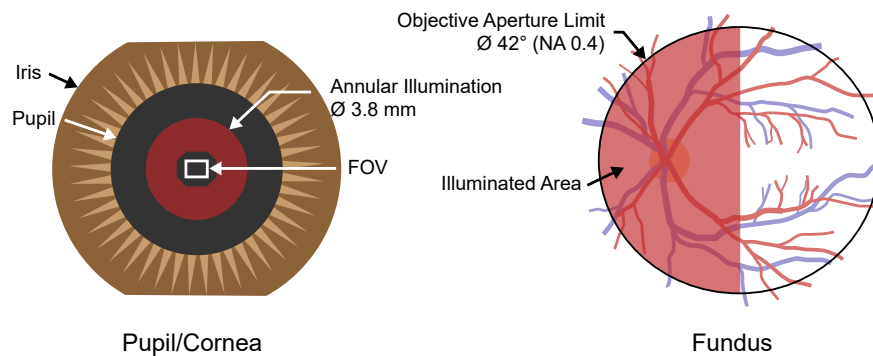 Iris
Pupil
Annular Illumination
Ø 3.8 mm
FOV
Pupil/Cornea
Objective Aperture Limit
Ø 42° (NA 0.4)
Illuminated Area
Fundus